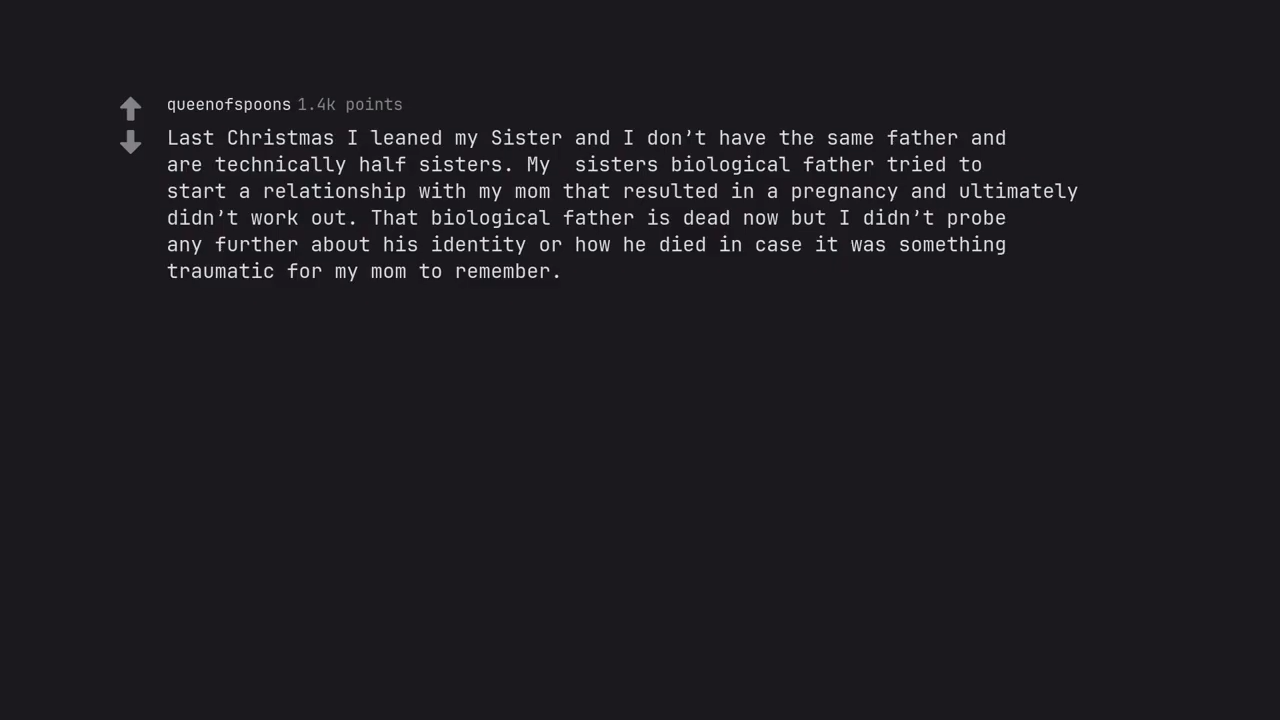 queenofspoons 1.4k points
Last Christmas I leaned my Sister and I don’t have the same father and
are technically half sisters. My  sisters biological father tried to
start a relationship with my mom that resulted in a pregnancy and ultimately
didn’t work out. That biological father is dead now but I didn’t probe
any further about his identity or how he died in case it was something
traumatic for my mom to remember.